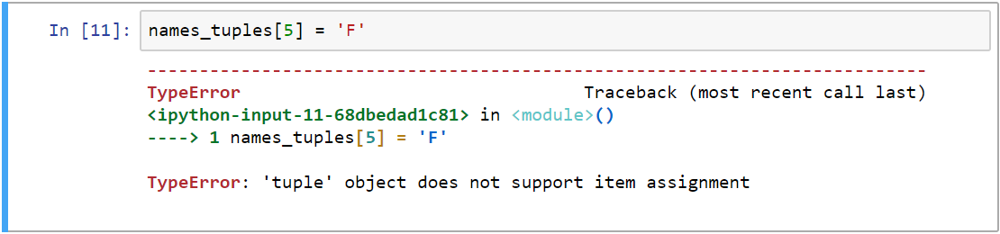 In [11]: names_tuples[5] = 'F'
---------------------------------------------------------------------------
TypeError                                 Traceback (most recent call last)
<ipython-input-11-68dbedad1c81> in <module>()
----> 1 names_tuples[5] = 'F'
TypeError: 'tuple' object does not support item assignment